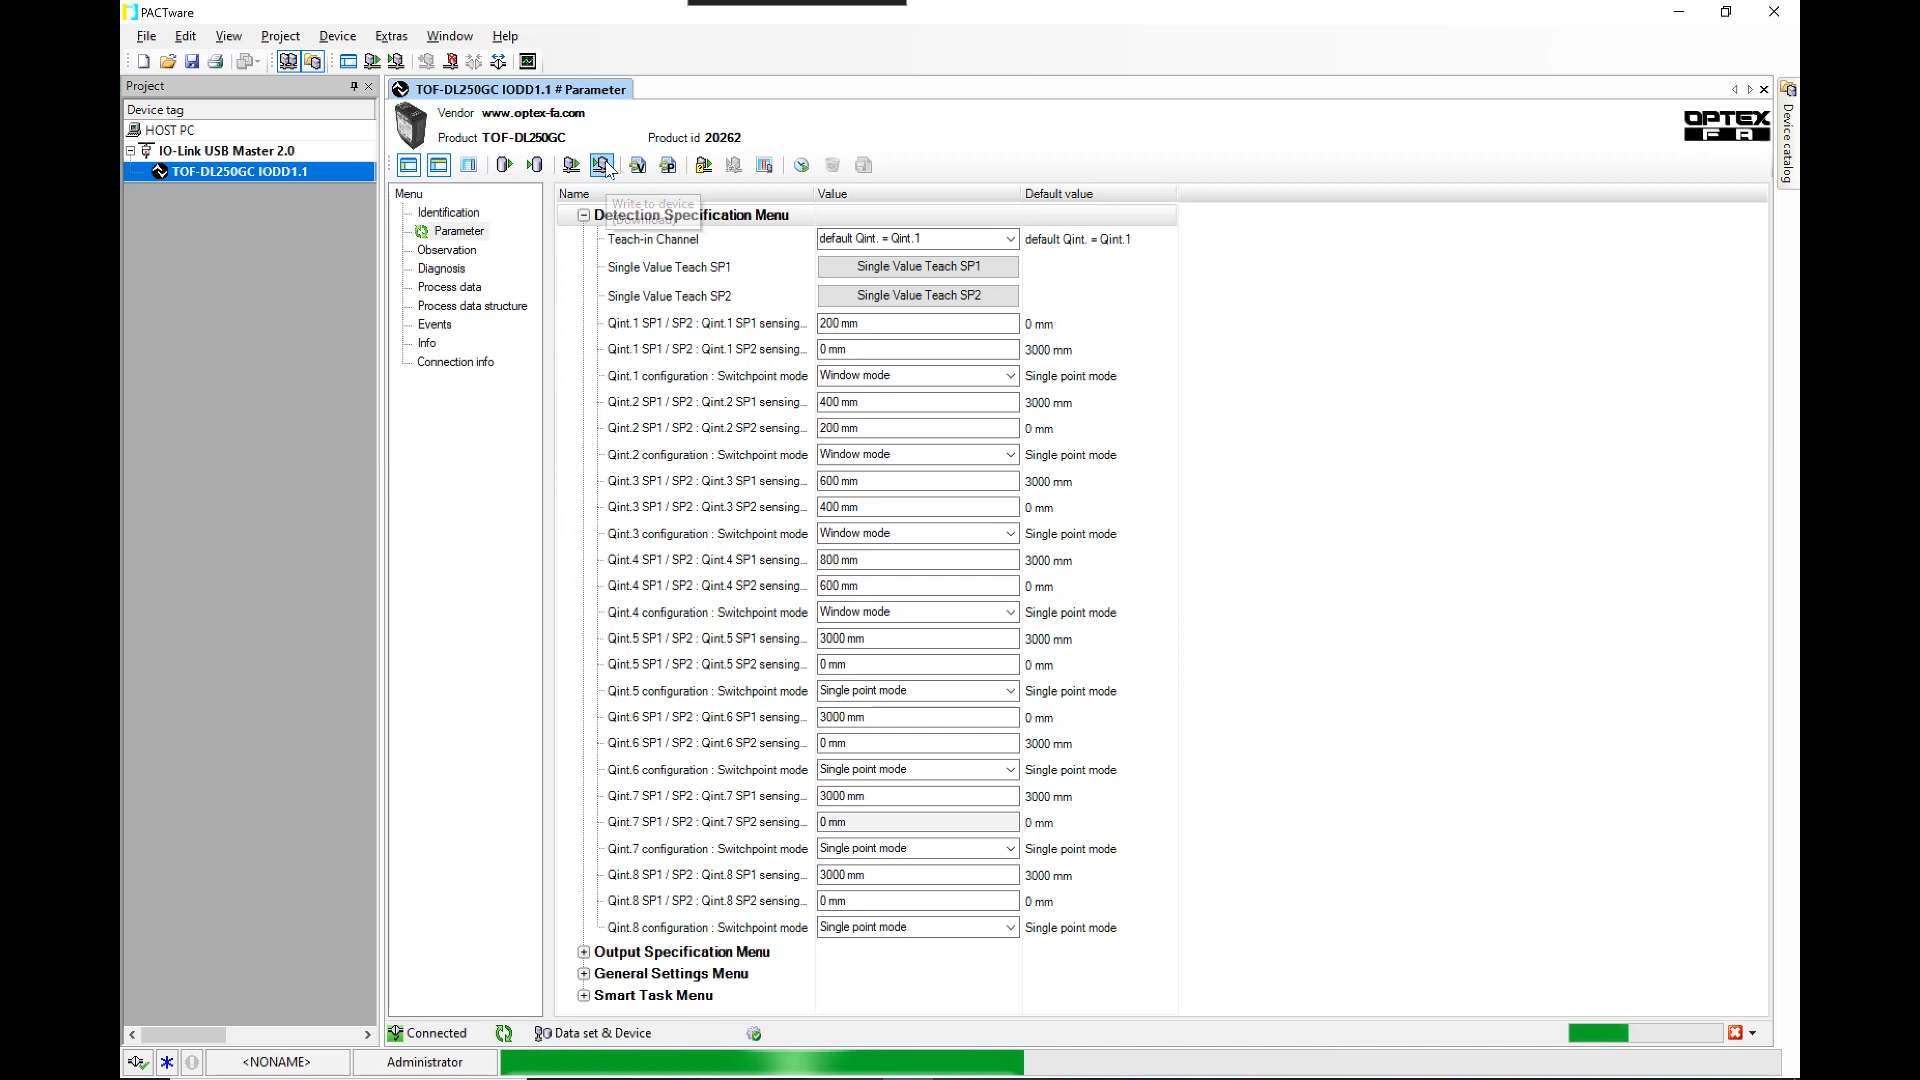 PACTware
File Edit View Project Device Extras Window Help
Project
TOF-DL250GC IODD1.1 # Parameter
Device tag
HOST PC
IO-Link USB Master 2.0
TOF-DL250GC IODD1.1
Vendor www.optex-fa.com
Product TOF-DL250GC Product id 20262
OPTEX
FA
Device catalog
Menu
Identification
Parameter
Observation
Diagnosis
Process data
Process data structure
Events
Info
Connection info
Name Value Default value
Write to device
(Download)
Detection Specification Menu
Teach-in Channel default Qint. = Qint.1 default Qint. = Qint.1
Single Value Teach SP1 Single Value Teach SP1
Single Value Teach SP2 Single Value Teach SP2
Qint.1 SP1 / SP2 : Qint.1 SP1 sensing... 200 mm 0 mm
Qint.1 SP1 / SP2 : Qint.1 SP2 sensing... 0 mm 3000 mm
Qint.1 configuration : Switchpoint mode Window mode Single point mode
Qint.2 SP1 / SP2 : Qint.2 SP1 sensing... 400 mm 3000 mm
Qint.2 SP1 / SP2 : Qint.2 SP2 sensing... 200 mm 0 mm
Qint.2 configuration : Switchpoint mode Window mode Single point mode
Qint.3 SP1 / SP2 : Qint.3 SP1 sensing... 600 mm 3000 mm
Qint.3 SP1 / SP2 : Qint.3 SP2 sensing... 400 mm 0 mm
Qint.3 configuration : Switchpoint mode Window mode Single point mode
Qint.4 SP1 / SP2 : Qint.4 SP1 sensing... 800 mm 3000 mm
Qint.4 SP1 / SP2 : Qint.4 SP2 sensing... 600 mm 0 mm
Qint.4 configuration : Switchpoint mode Window mode Single point mode
Qint.5 SP1 / SP2 : Qint.5 SP1 sensing... 3000 mm 3000 mm
Qint.5 SP1 / SP2 : Qint.5 SP2 sensing... 0 mm 0 mm
Qint.5 configuration : Switchpoint mode Single point mode Single point mode
Qint.6 SP1 / SP2 : Qint.6 SP1 sensing... 3000 mm 0 mm
Qint.6 SP1 / SP2 : Qint.6 SP2 sensing... 0 mm 3000 mm
Qint.6 configuration : Switchpoint mode Single point mode Single point mode
Qint.7 SP1 / SP2 : Qint.7 SP1 sensing... 3000 mm 3000 mm
Qint.7 SP1 / SP2 : Qint.7 SP2 sensing... 0 mm 0 mm
Qint.7 configuration : Switchpoint mode Single point mode Single point mode
Qint.8 SP1 / SP2 : Qint.8 SP1 sensing... 3000 mm 3000 mm
Qint.8 SP1 / SP2 : Qint.8 SP2 sensing... 0 mm 0 mm
Qint.8 configuration : Switchpoint mode Single point mode Single point mode
Output Specification Menu
General Settings Menu
Smart Task Menu
Connected Data set & Device
<NONAME> Administrator